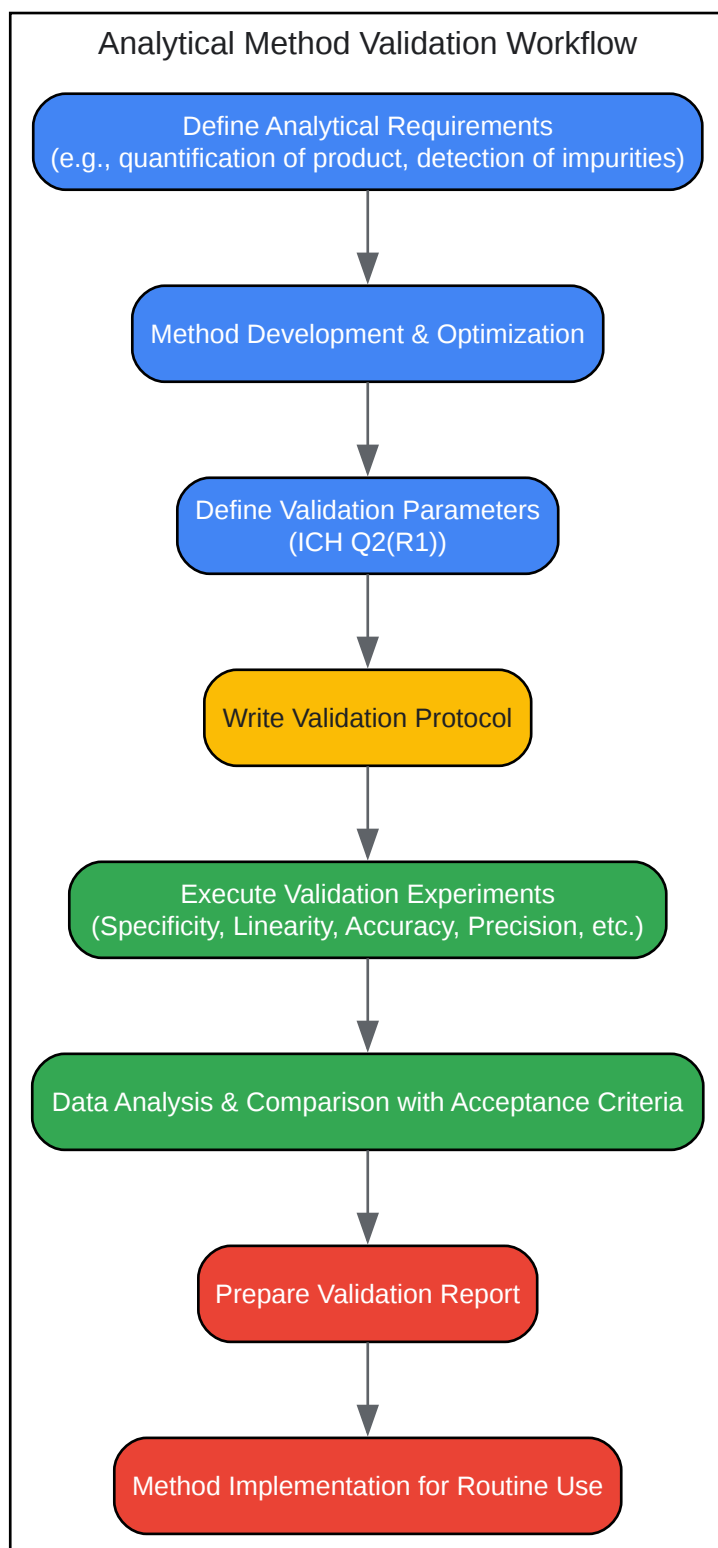 Analytical Method Validation Workflow
Define Analytical Requirements
(e.g., quantification of product, detection of impurities)
Method Development & Optimization
Define Validation Parameters
(ICH Q2(R1))
Write Validation Protocol
Execute Validation Experiments
(Specificity, Linearity, Accuracy, Precision, etc.)
Data Analysis & Comparison with Acceptance Criteria
Prepare Validation Report
Method Implementation for Routine Use